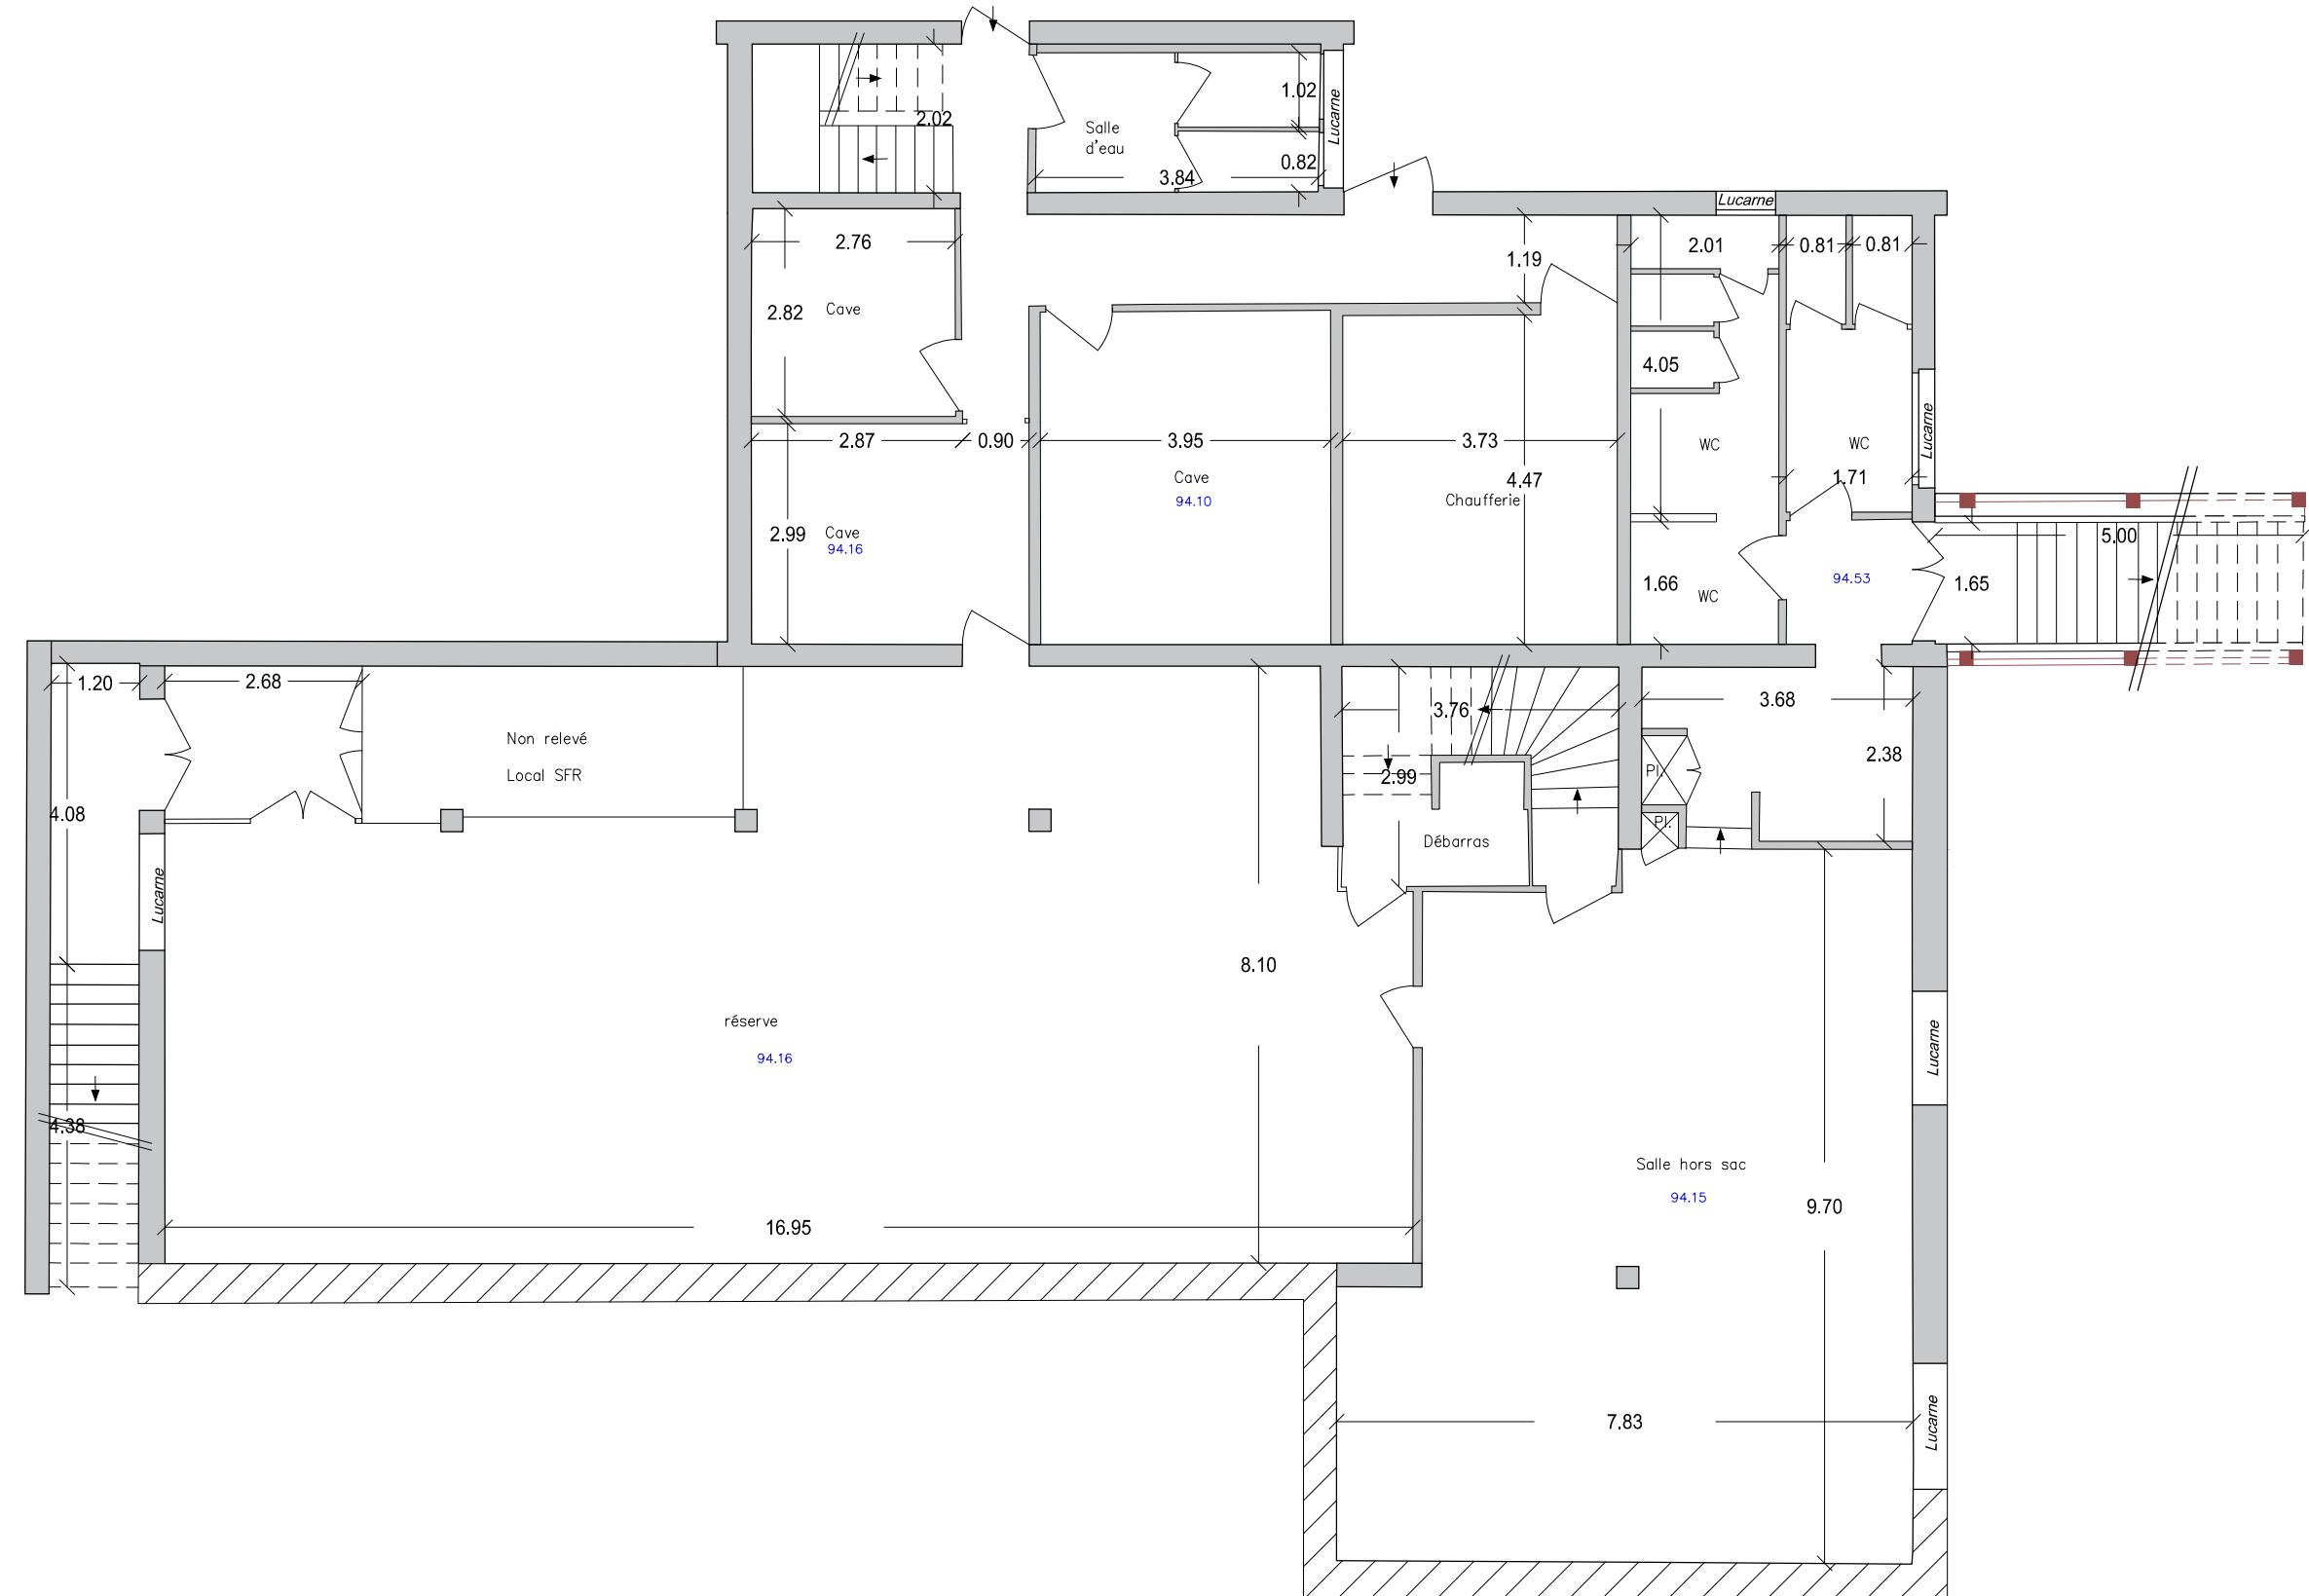 1.02
Lucarne
2.02
Salle
d'eau
0.82
3.84
Lucarne
2.76
2.01
0.81
0.81
1.19
2.82
Cave
4.05
Lucarne
2.87
0.90
3.95
3.73
WC
WC
Cave
4.47
1.71
94.10
Chaufferie
2.99
Cave
94.16
5.00
94.53
1.66
WC
1.65
1.20
2.68
3.68
3.76
Non relevé
2.38
Local SFR
Pl.
2.99
4.08
Pl.
Débarras
Lucarne
8.10
réserve
94.16
Lucarne
4.38
Salle hors sac
94.15
9.70
16.95
7.83
Lucarne